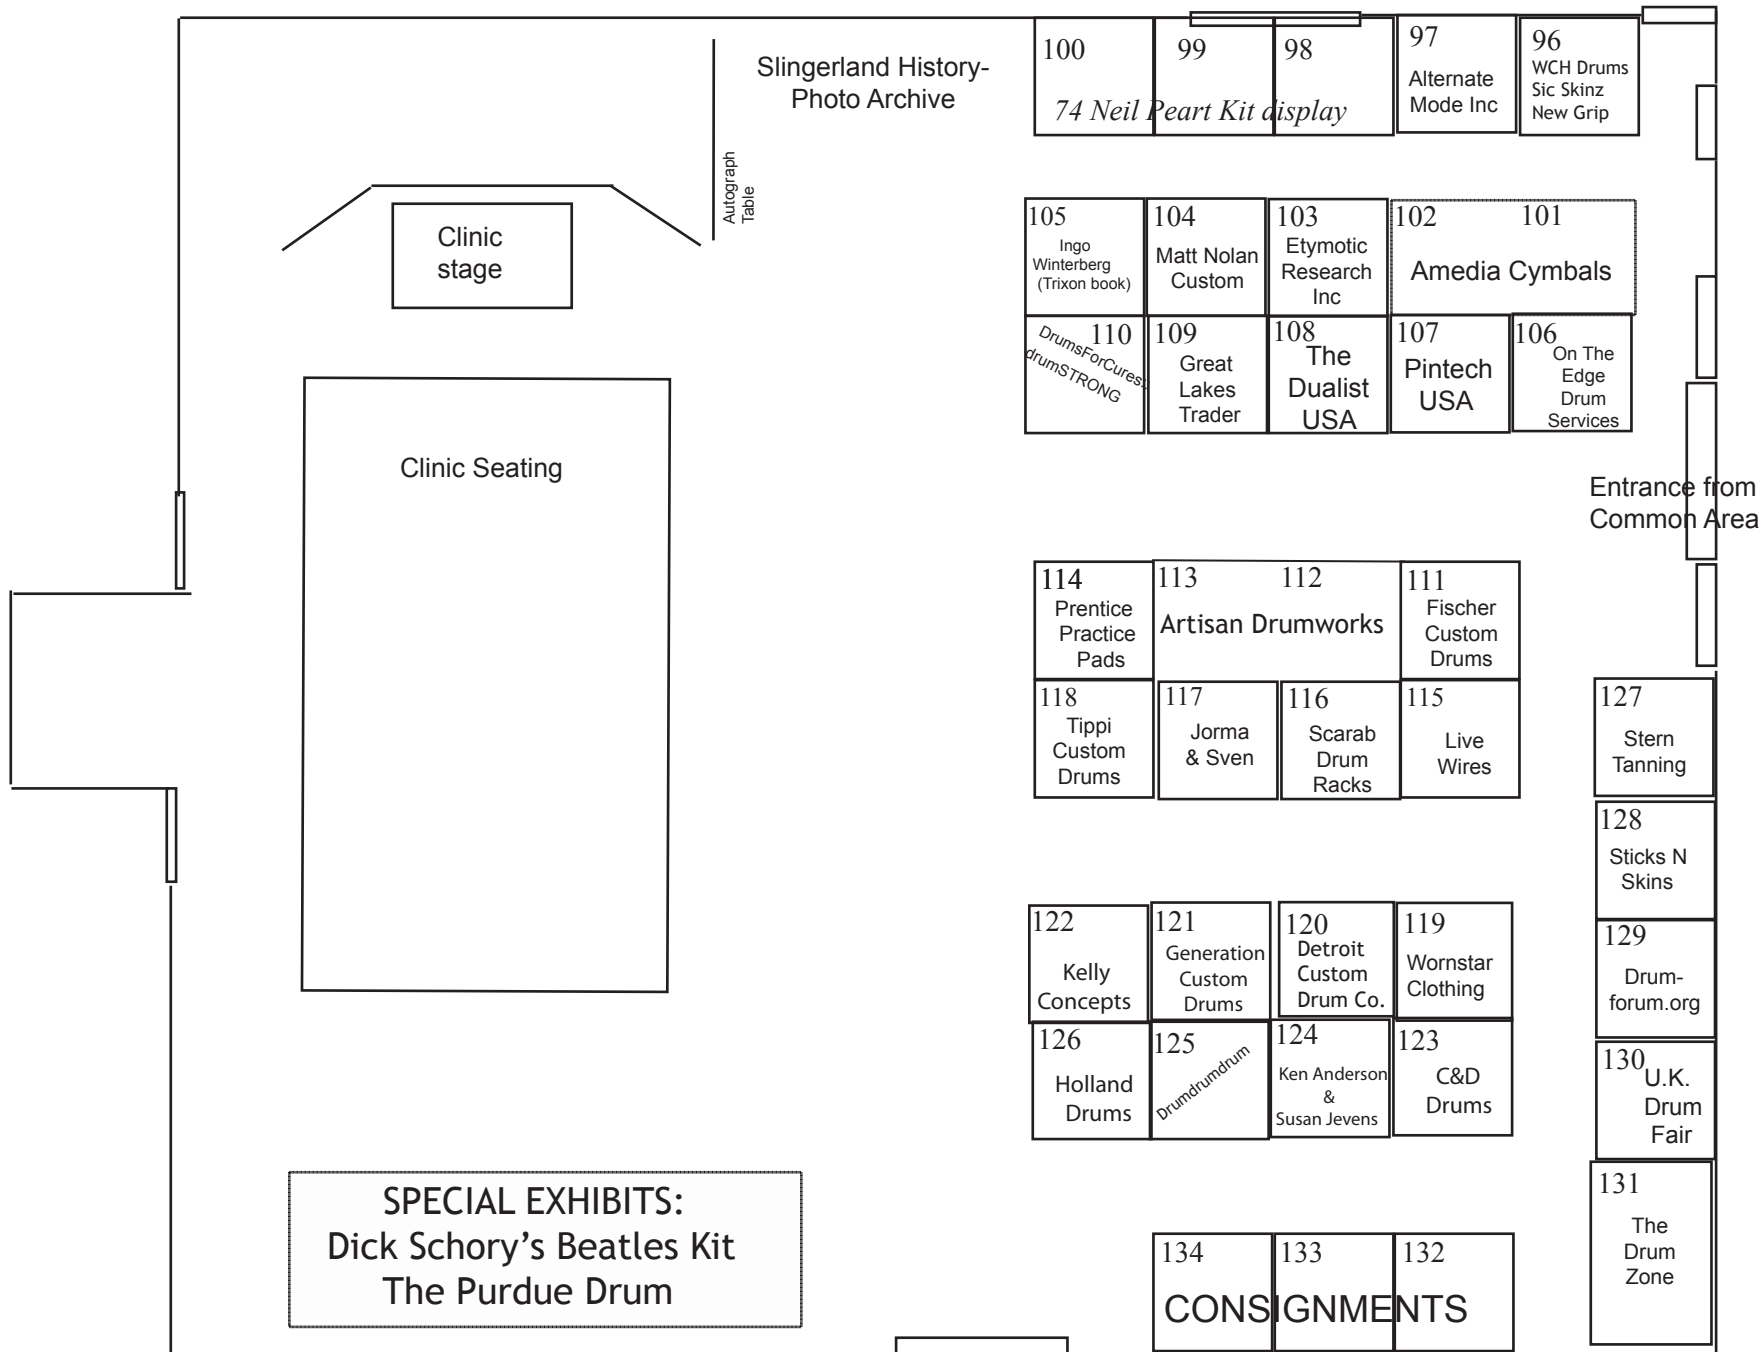 Slingerland History-
Photo Archive
100
99
98
74 Neil Peart Kit display
97
Alternate
Mode Inc
96
WCH Drums
Sic Skinz
New Grip
Autograph
Table
Clinic
stage
105
Ingo
Winterberg
(Trixon book)
104
Matt Nolan
Custom
103
Etymotic
Research
Inc
102
101
Amedia Cymbals
110
DrumsForCures::
drumSTRONG
109
Great
Lakes
Trader
108
The
Dualist
USA
107
Pintech
USA
106
On The
Edge
Drum
Services
Clinic Seating
Entrance from
Common Area
114
Prentice
Practice
Pads
113
112
Artisan Drumworks
111
Fischer
Custom
Drums
118
Tippi
Custom
Drums
117
Jorma
& Sven
116
Scarab
Drum
Racks
115
Live
Wires
127
Stern
Tanning
128
Sticks N
Skins
122
Kelly
Concepts
121
Generation
Custom
Drums
120
Detroit
Custom
Drum Co.
119
Wornstar
Clothing
129
Drum-
forum.org
126
Holland
Drums
125
Drumdrumdrum
124
Ken Anderson
&
Susan Jevens
123
C&D
Drums
130
U.K.
Drum
Fair
131
The
Drum
Zone
SPECIAL EXHIBITS:
Dick Schory’s Beatles Kit
The Purdue Drum
134
133
132
CONSIGNMENTS